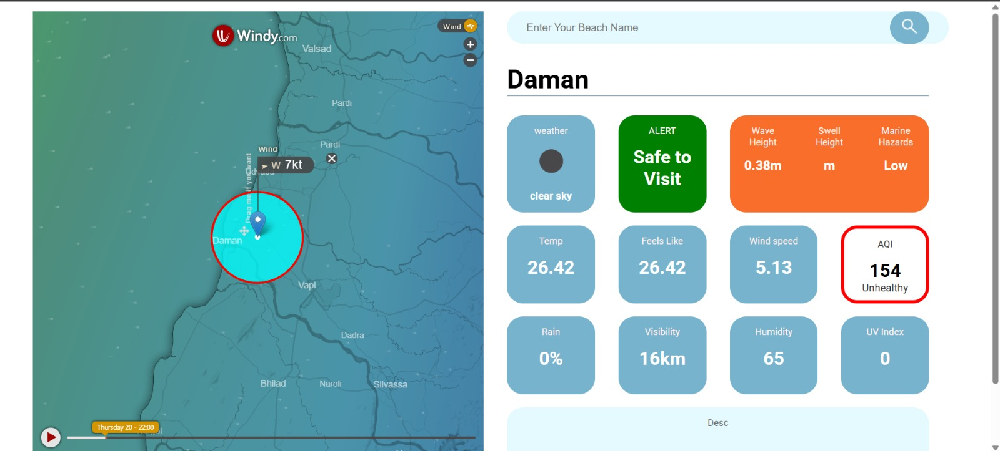 Windy.com
Wind
+
−
Valsad
Pardi
Pardi
Wind
W 7kt
Drag me if you want
Daman
Vapi
Dadra
Bhilad
Naroli
Silvassa
Thursday 20 - 22:00
Enter Your Beach Name
Daman
weather
clear sky
ALERT
Safe to
Visit
Wave
Height
0.38m
Swell
Height
m
Marine
Hazards
Low
Temp
26.42
Feels Like
26.42
Wind speed
5.13
AQI
154
Unhealthy
Rain
0%
Visibility
16km
Humidity
65
UV Index
0
Desc